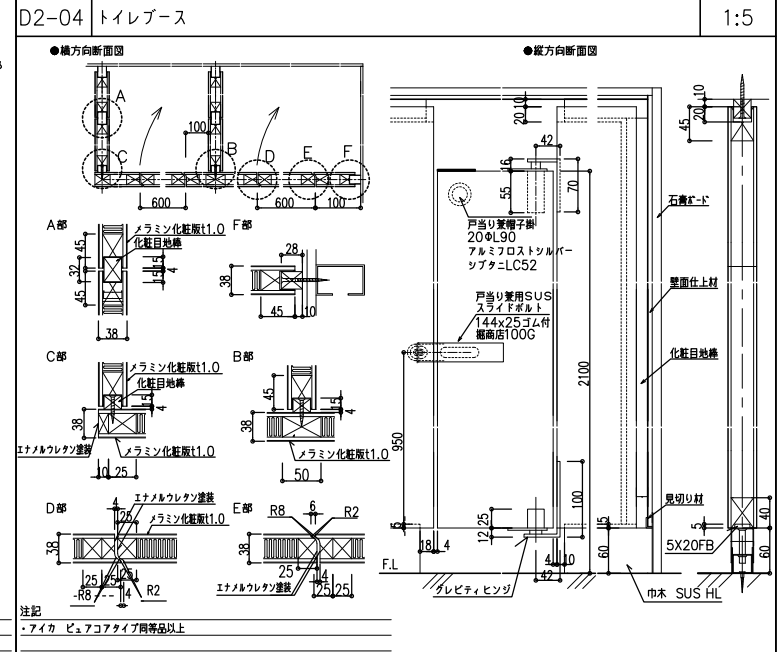 D2-04 トイレブース 1:5
●横方向断面図
●縦方向断面図
A
B
C
D
E
F
100
600
600
100
A部
メラミン化粧版t1.0
化粧目地棒
45
32
45
15
15
4
38
F部
28
38
45
10
C部
メラミン化粧版t1.0
化粧目地棒
15
4
38
エナメルウレタン塗装
メラミン化粧版t1.0
10
25
B部
45
15
4
38
メラミン化粧版t1.0
50
D部
エナメルウレタン塗装
4
25
メラミン化粧版t1.0
38
25
25
25
R8
4
R2
E部
6
R8
R2
38
25
エナメルウレタン塗装
4
25
25
注記
・アイカ ピュアコアタイプ同等品以上
10
20
42
16
55
70
戸当り兼帽子掛
20ΦL90
アルミフロストシルバー
シブタニLC52
戸当り兼用SUS
スライドボルト
144x25ゴム付
堀商店100G
950
2100
5
18
4
25
12
100
4
10
42
F.L
グレビティヒンジ
石膏ボード
壁面仕上材
化粧目地棒
見切り材
15
60
巾木 SUS HL
10
20
45
5
40
60
5X20FB